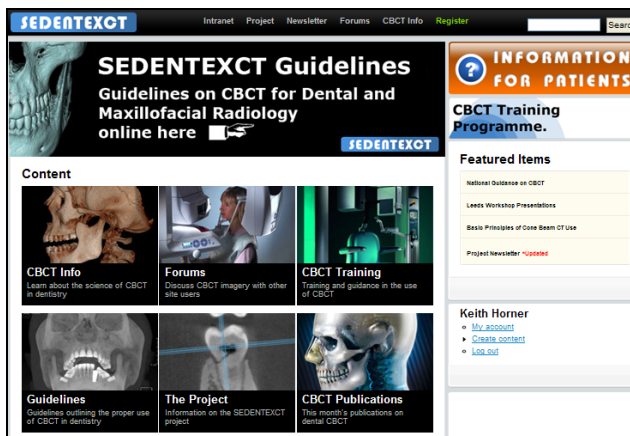 SEDENTEXCT
Intranet Project Newsletter Forums CBCT Info Register
Searc
SEDENTEXCT Guidelines
Guidelines on CBCT for Dental and
Maxillofacial Radiology
online here
SEDENTEXCT
INFORMATION
FOR PATIENTS
CBCT Training
Programme.
Content
CBCT Info
Learn about the science of CBCT
in dentistry
Forums
Discuss CBCT imagery with other
site users
CBCT Training
Training and guidance in the use
of CBCT
Guidelines
Guidelines outlining the proper use
of CBCT in dentistry
The Project
Information on the SEDENTEXCT
project
CBCT Publications
This month's publications on
dental CBCT
Featured Items
National Guidance on CBCT
Leeds Workshop Presentations
Basic Principles of Cone Beam CT Use
Project Newsletter *Updated
Keith Horner
My account
Create content
Log out